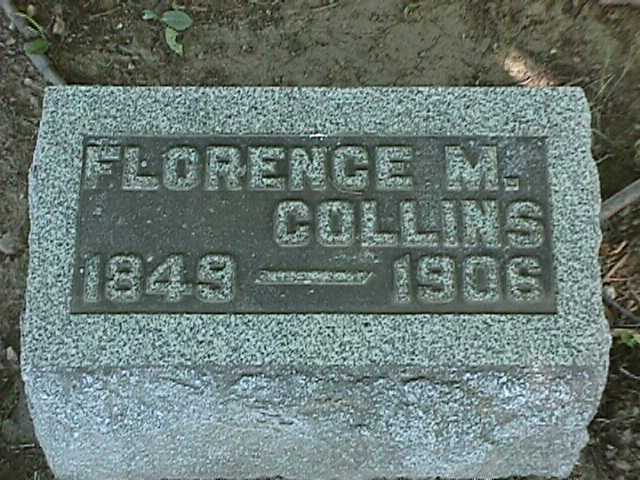 FLORENCE M.
COLLINS
1849 — 1906